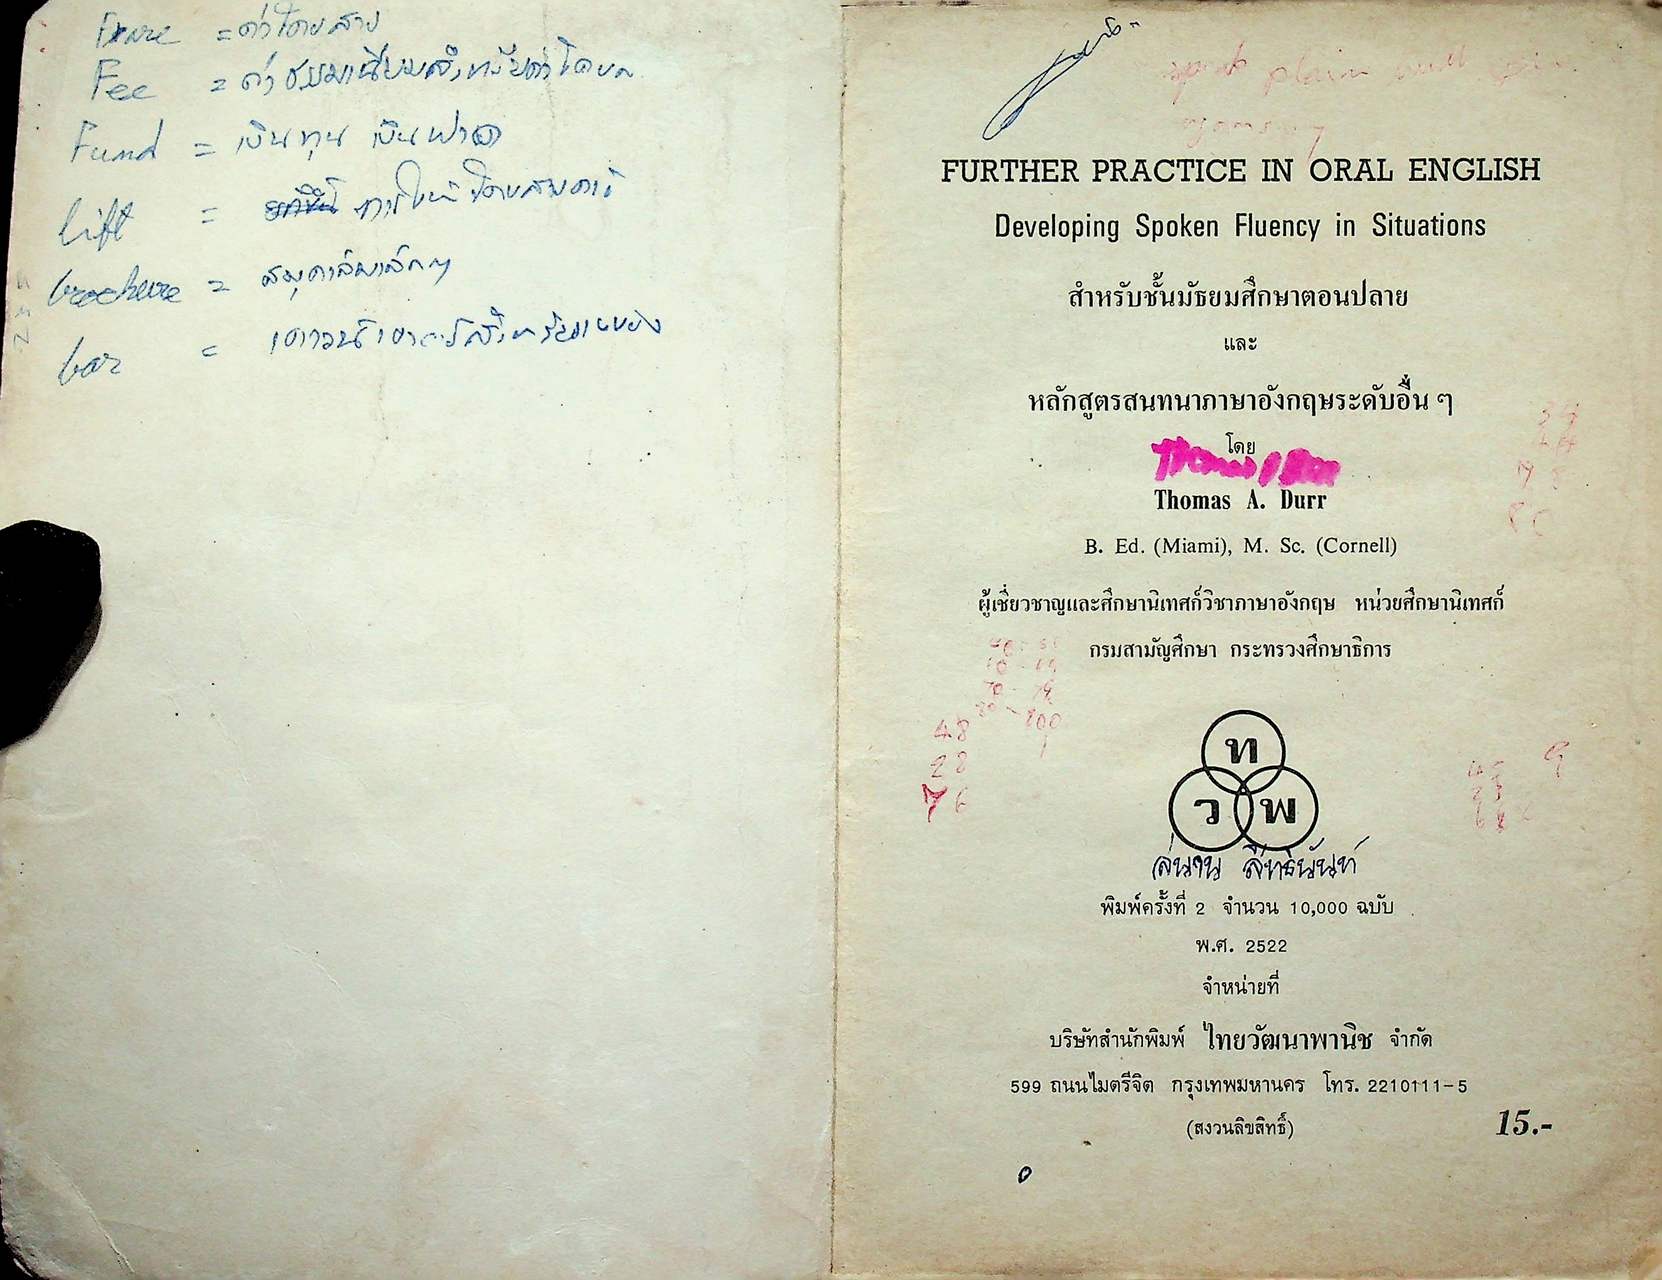 Fare = ค่าโดยสาร
Fee = ค่าธรรมเนียม
Fund = เงินทุน เงินฝาก
lift =
brochure = สมุดเล่มเล็กๆ
bar =
speak plain
FURTHER PRACTICE IN ORAL ENGLISH
Developing Spoken Fluency in Situations
สำหรับชั้นมัธยมศึกษาตอนปลาย
และ
หลักสูตรสนทนาภาษาอังกฤษระดับอื่น ๆ
โดย
Thomas A. Durr
B. Ed. (Miami), M. Sc. (Cornell)
ผู้เชี่ยวชาญและศึกษานิเทศก์วิชาภาษาอังกฤษ หน่วยศึกษานิเทศก์
กรมสามัญศึกษา กระทรวงศึกษาธิการ
48
28
76
ท
ว พ
พิมพ์ครั้งที่ 2 จำนวน 10,000 ฉบับ
พ.ศ. 2522
จำหน่ายที่
บริษัทสำนักพิมพ์ ไทยวัฒนาพานิช จำกัด
599 ถนนไมตรีจิต กรุงเทพมหานคร โทร. 2210111-5
(สงวนลิขสิทธิ์)
15.-